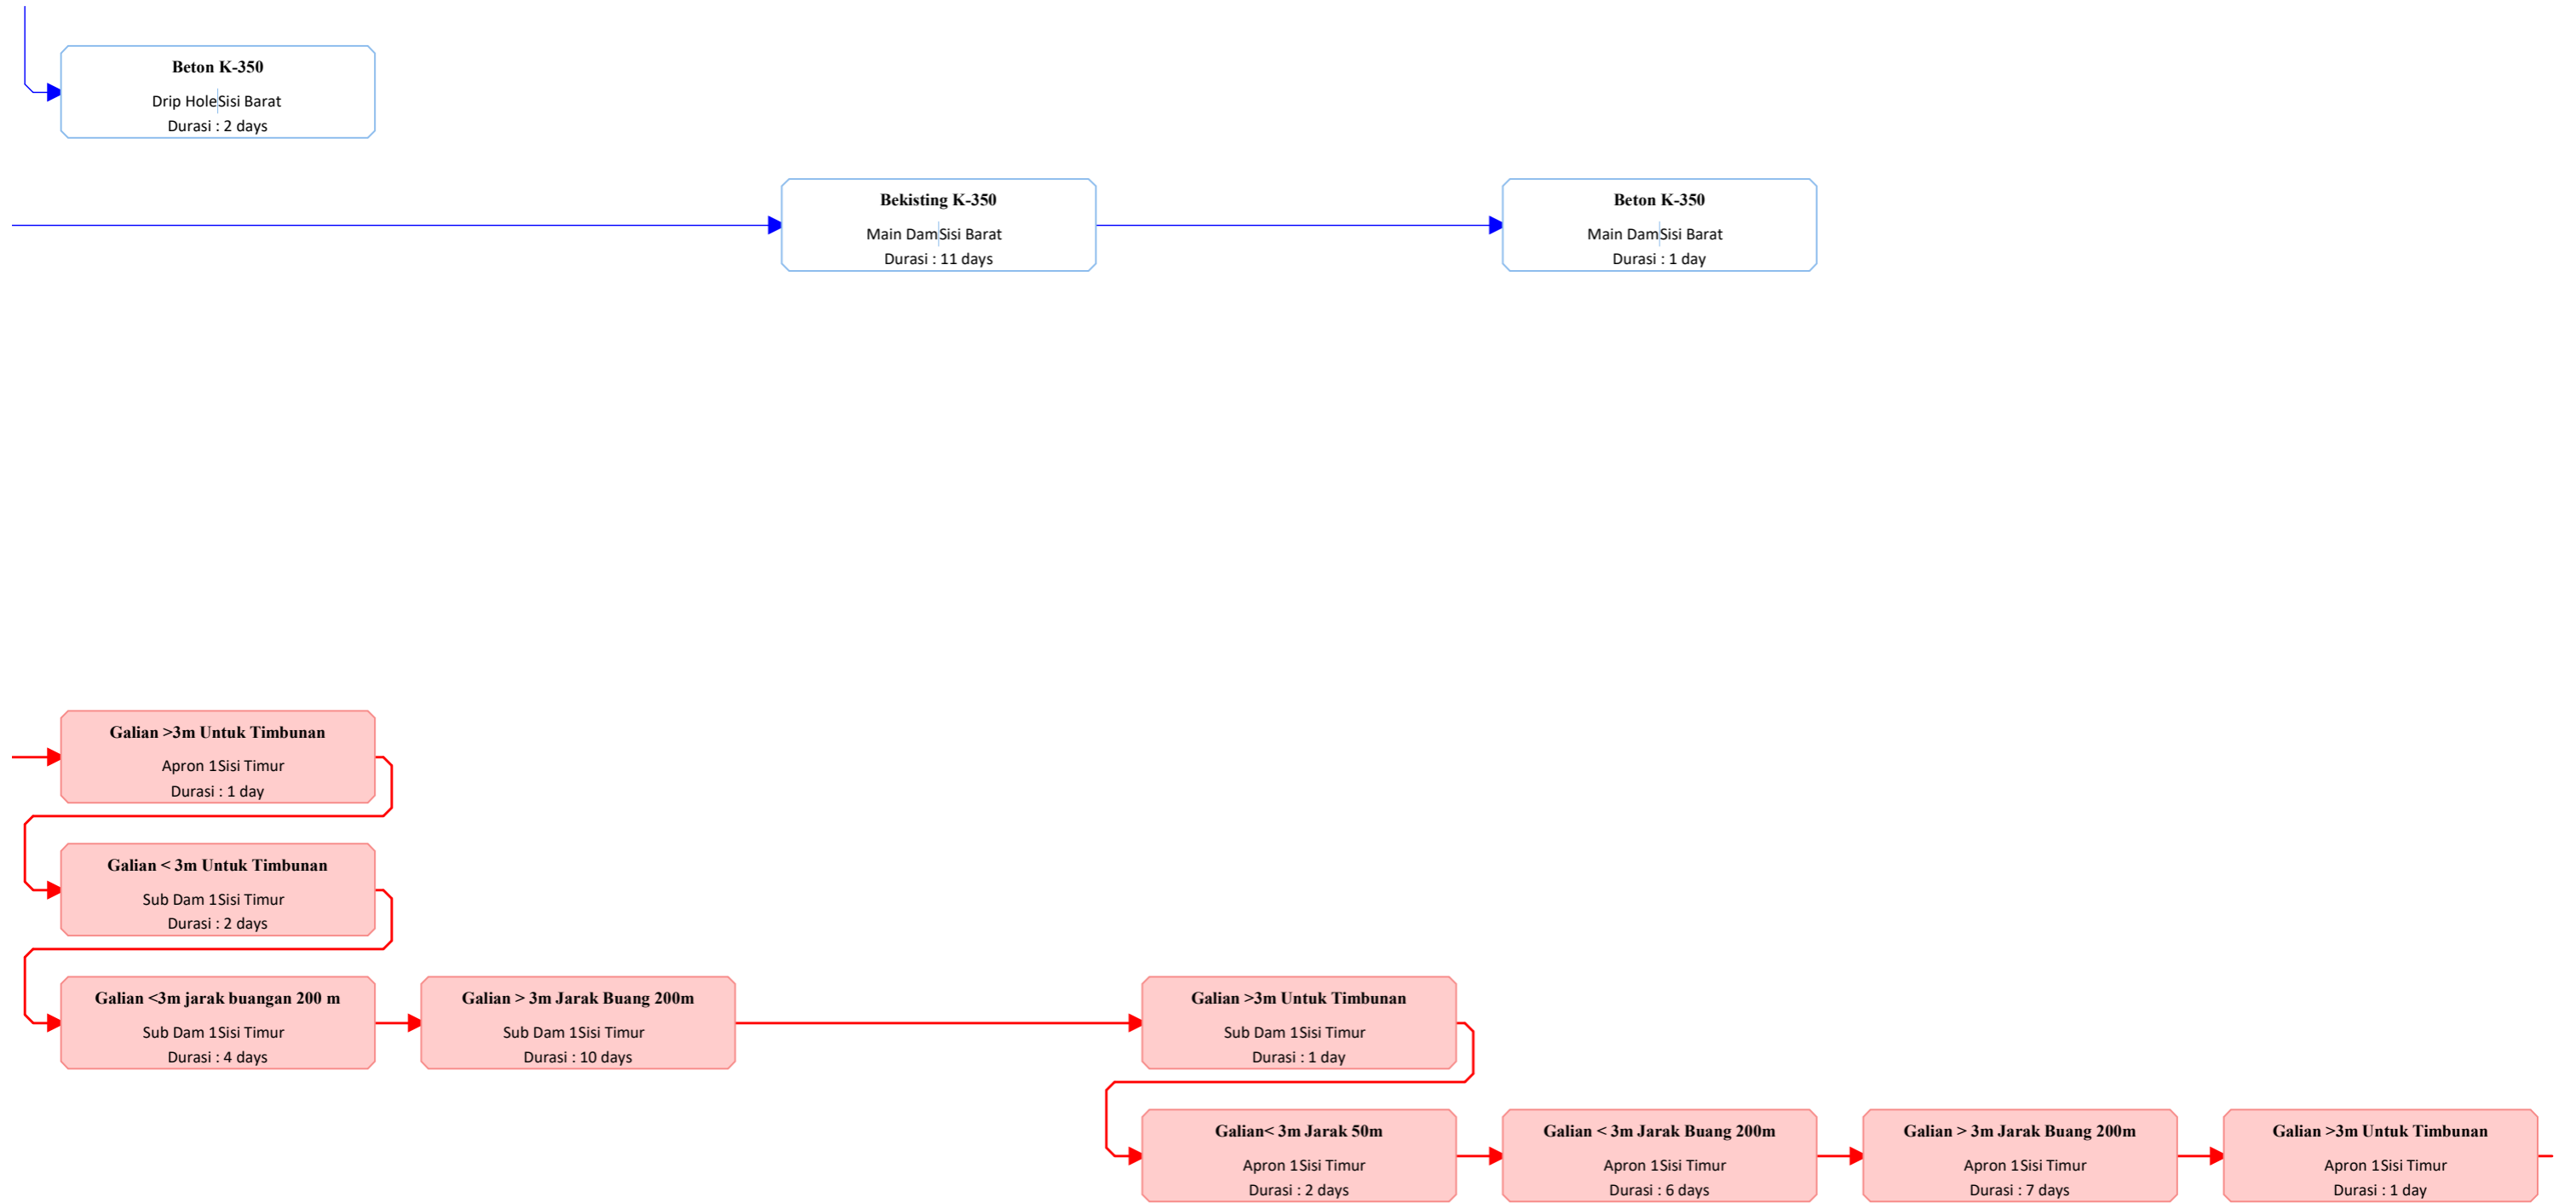 Beton K-350
Drip Hole Sisi Barat
Durasi : 2 days
Bekisting K-350
Main Dam Sisi Barat
Durasi : 11 days
Beton K-350
Main Dam Sisi Barat
Durasi : 1 day
Galian >3m Untuk Timbunan
Apron 1 Sisi Timur
Durasi : 1 day
Galian < 3m Untuk Timbunan
Sub Dam 1 Sisi Timur
Durasi : 2 days
Galian <3m jarak buangan 200 m
Sub Dam 1 Sisi Timur
Durasi : 4 days
Galian > 3m Jarak Buang 200m
Sub Dam 1 Sisi Timur
Durasi : 10 days
Galian >3m Untuk Timbunan
Sub Dam 1 Sisi Timur
Durasi : 1 day
Galian< 3m Jarak 50m
Apron 1 Sisi Timur
Durasi : 2 days
Galian < 3m Jarak Buang 200m
Apron 1 Sisi Timur
Durasi : 6 days
Galian > 3m Jarak Buang 200m
Apron 1 Sisi Timur
Durasi : 7 days
Galian >3m Untuk Timbunan
Apron 1 Sisi Timur
Durasi : 1 day